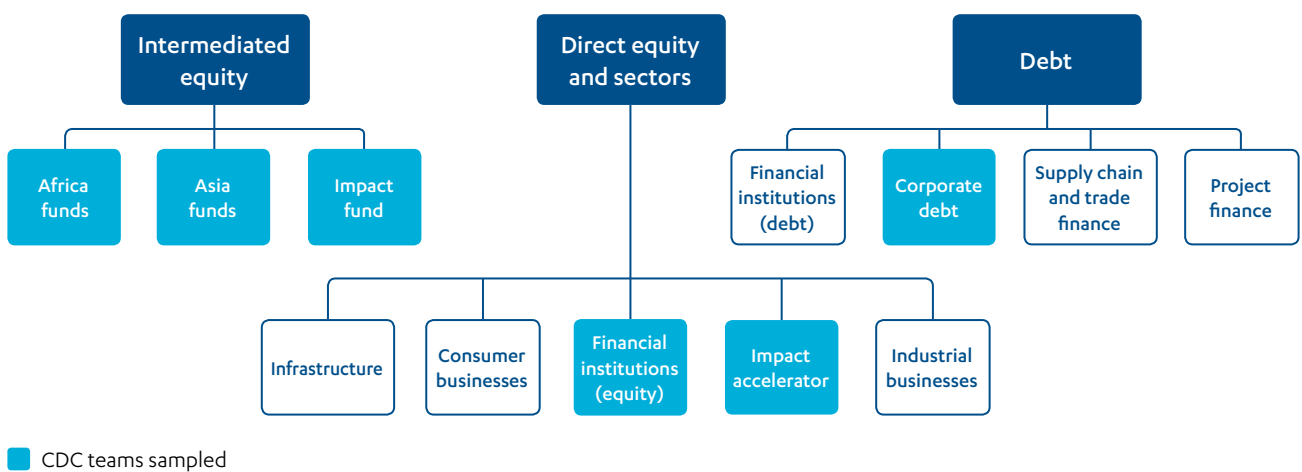 Intermediated
equity
Direct equity
and sectors
Debt
Africa
funds
Asia
funds
Impact
fund
Financial
institutions
(debt)
Corporate
debt
Supply chain
and trade
finance
Project
finance
Infrastructure
Consumer
businesses
Financial
institutions
(equity)
Impact
accelerator
Industrial
businesses
CDC teams sampled